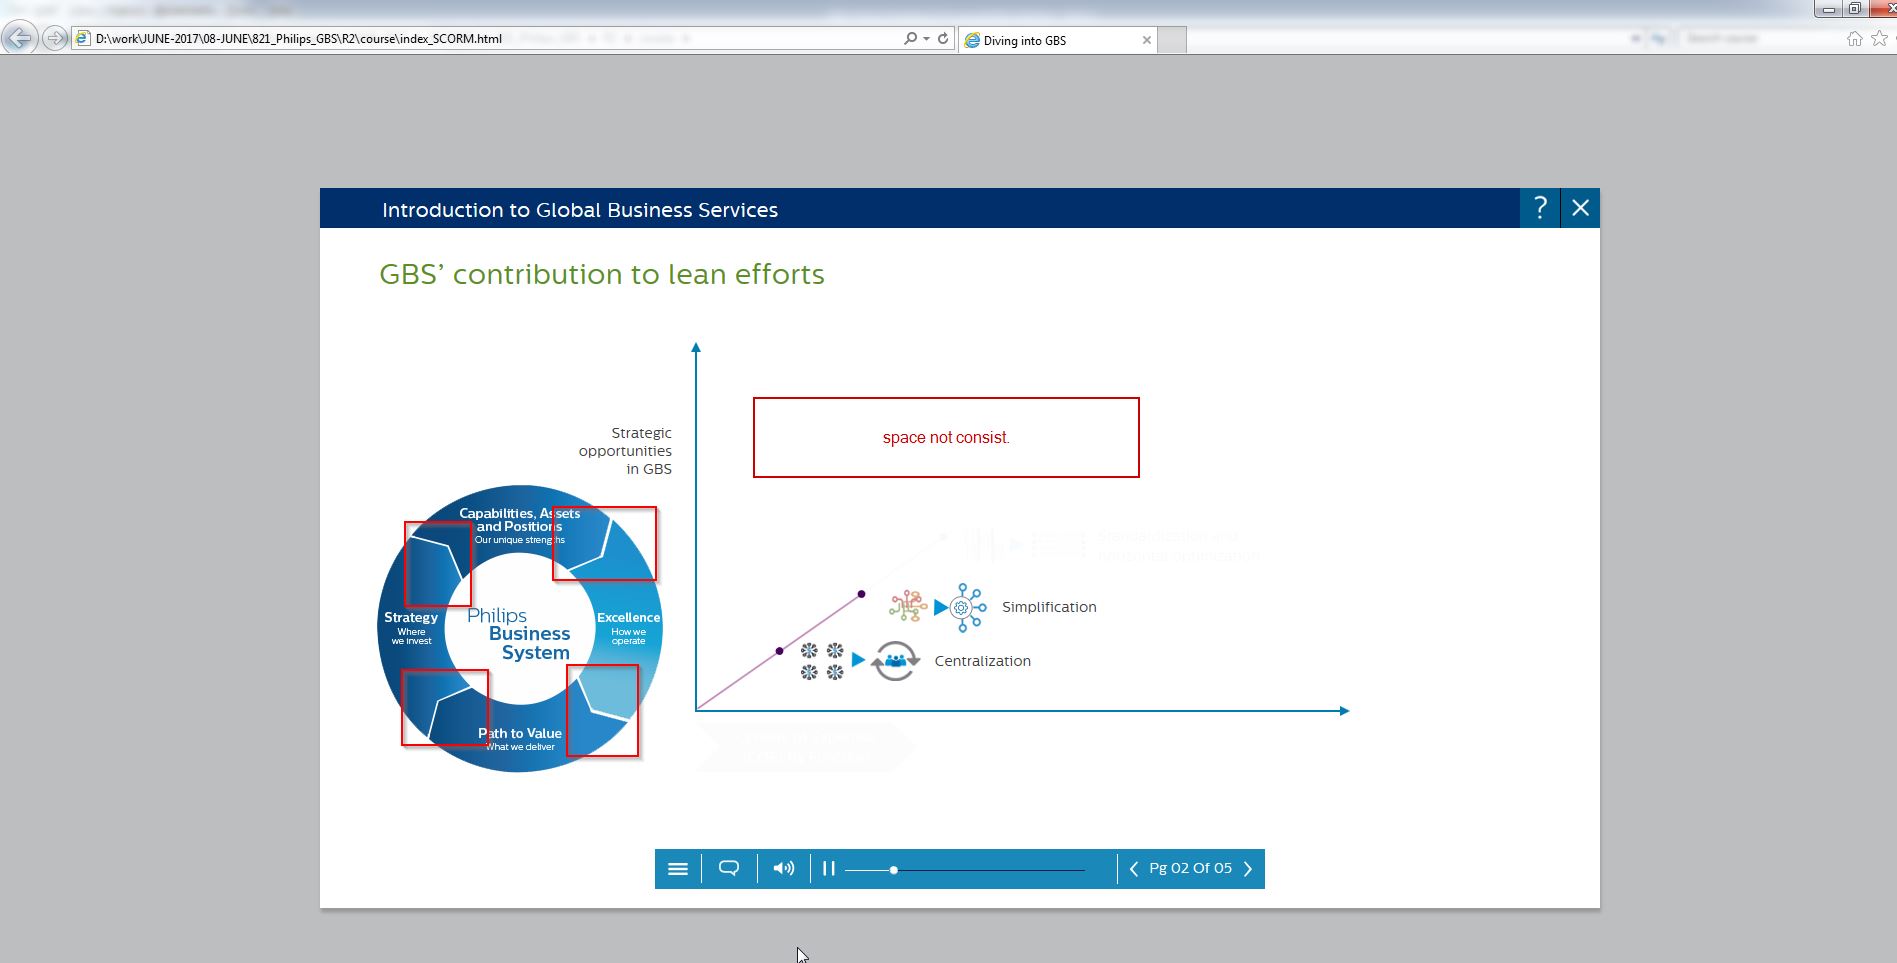 D:\work\JUNE-2017\08-JUNE\821_Philips_GBS\R2\course\index_SCORM.html
Diving into GBS
Introduction to Global Business Services
?
GBS’ contribution to lean efforts
Strategic
opportunities
in GBS
space not consist.
Capabilities, Assets
and Positions
Our unique strengths
Strategy
Where
we invest
Philips
Business
System
Excellence
How we
operate
Path to Value
What we deliver
Standardization and
Simplification
Centralization
Pg 02 Of 05